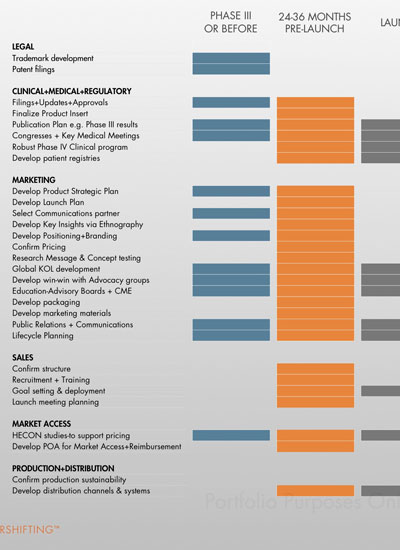 PHASE III
OR BEFORE
24-36 MONTHS
PRE-LAUNCH
LEGAL
Trademark development
Patent filings
CLINICAL+MEDICAL+REGULATORY
Filings+Updates+Approvals
Finalize Product Insert
Publication Plan e.g. Phase III results
Congresses + Key Medical Meetings
Robust Phase IV Clinical program
Develop patient registries
MARKETING
Develop Product Strategic Plan
Develop Launch Plan
Select Communications partner
Develop Key Insights via Ethnography
Develop Positioning+Branding
Confirm Pricing
Research Message & Concept testing
Global KOL development
Develop win-win with Advocacy groups
Education-Advisory Boards + CME
Develop packaging
Develop marketing materials
Public Relations + Communications
Lifecycle Planning
SALES
Confirm structure
Recruitment + Training
Goal setting & deployment
Launch meeting planning
MARKET ACCESS
HECON studies-to support pricing
Develop POA for Market Access+Reimbursement
PRODUCTION+DISTRIBUTION
Confirm production sustainability
Develop distribution channels & systems
Portfolio Purposes On
RSHIFTING™